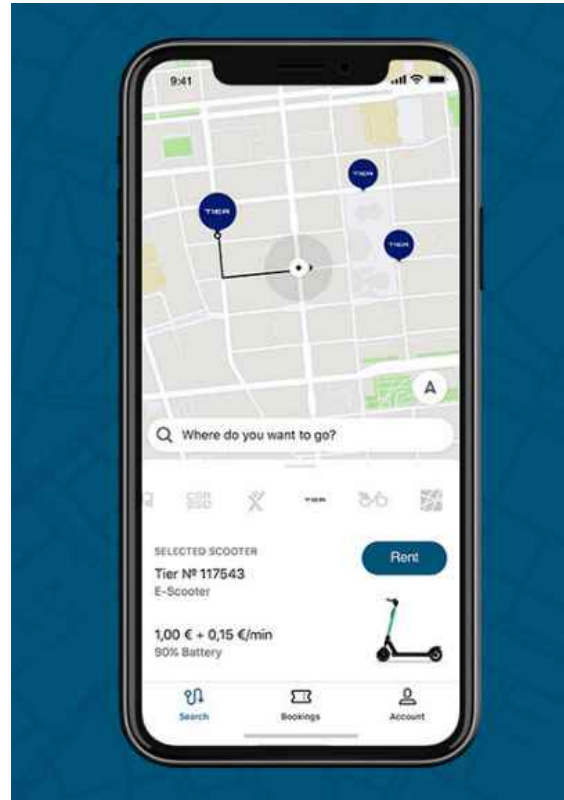 9:41
TIER
TIER
TIER
Where do you want to go?
TIER
SELECTED SCOOTER
Rent
Tier Nº 117543
E-Scooter
1,00 € + 0,15 €/min
90% Battery
Search
Bookings
Account